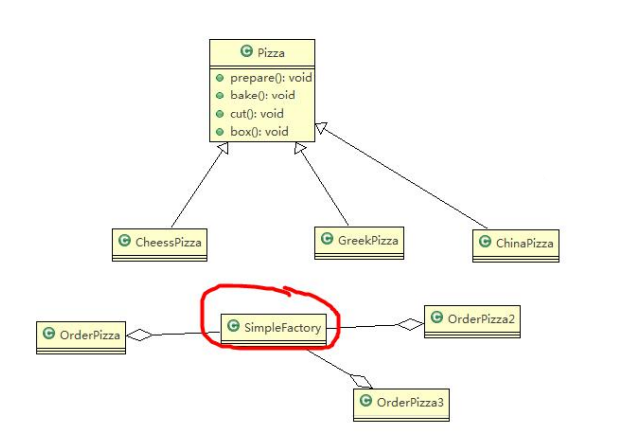 Pizza
prepare(): void
bake(): void
cut(): void
box(): void
CheessPizza
GreekPizza
ChinaPizza
OrderPizza
SimpleFactory
OrderPizza2
OrderPizza3